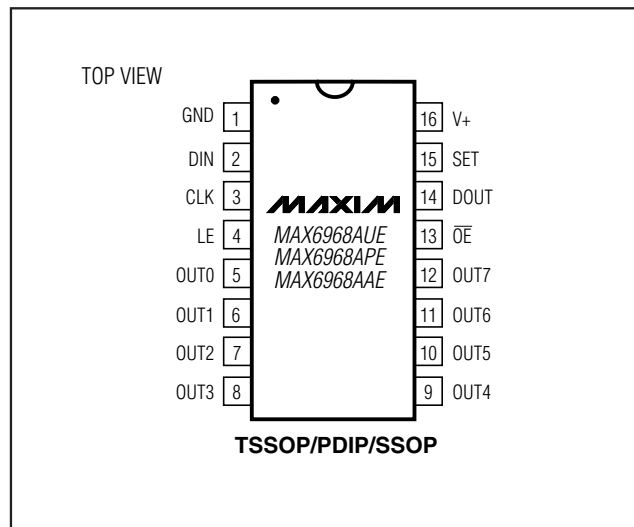 TOP VIEW
GND 1 16 V+
DIN 2 15 SET
CLK 3 14 DOUT
MAXIM
LE 4 13 O̅E̅
MAX6968AUE
MAX6968APE
MAX6968AAE
OUT0 5 12 OUT7
OUT1 6 11 OUT6
OUT2 7 10 OUT5
OUT3 8 9 OUT4
TSSOP/PDIP/SSOP